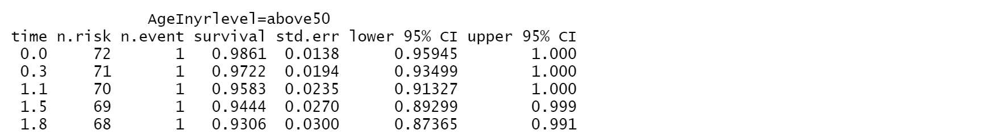 AgeInyrlevel=above50
time n.risk n.event survival std.err lower 95% CI upper 95% CI
0.0 72 1 0.9861 0.0138 0.95945 1.000
0.3 71 1 0.9722 0.0194 0.93499 1.000
1.1 70 1 0.9583 0.0235 0.91327 1.000
1.5 69 1 0.9444 0.0270 0.89299 0.999
1.8 68 1 0.9306 0.0300 0.87365 0.991